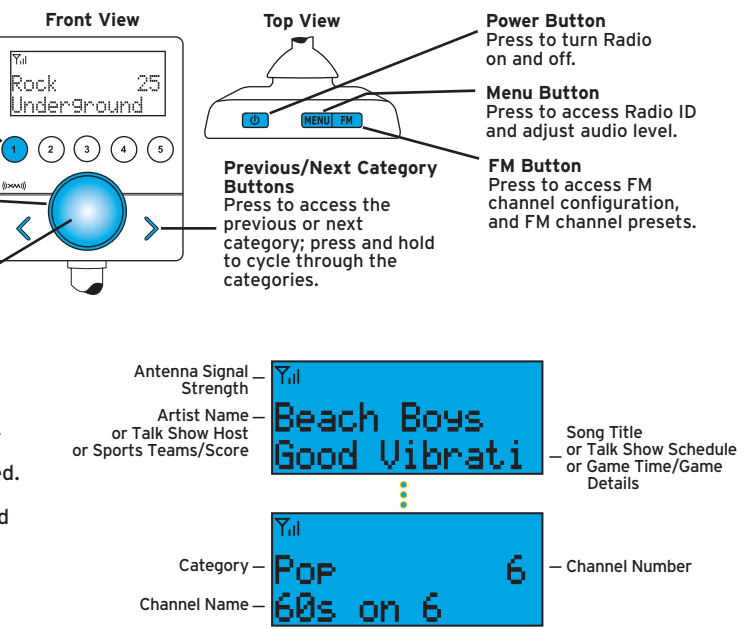 Front View
Top View
Rock 25
Underground
1 2 3 4 5
((XM))
MENU FM
Power Button
Press to turn Radio
on and off.
Menu Button
Press to access Radio ID
and adjust audio level.
FM Button
Press to access FM
channel configuration,
and FM channel presets.
Previous/Next Category
Buttons
Press to access the
previous or next
category; press and hold
to cycle through the
categories.
Antenna Signal
Strength
Artist Name
or Talk Show Host
or Sports Teams/Score
Beach Boys
Good Vibrati
Song Title
or Talk Show Schedule
or Game Time/Game
Details
Category
Channel Name
Pop 6
60s on 6
Channel Number